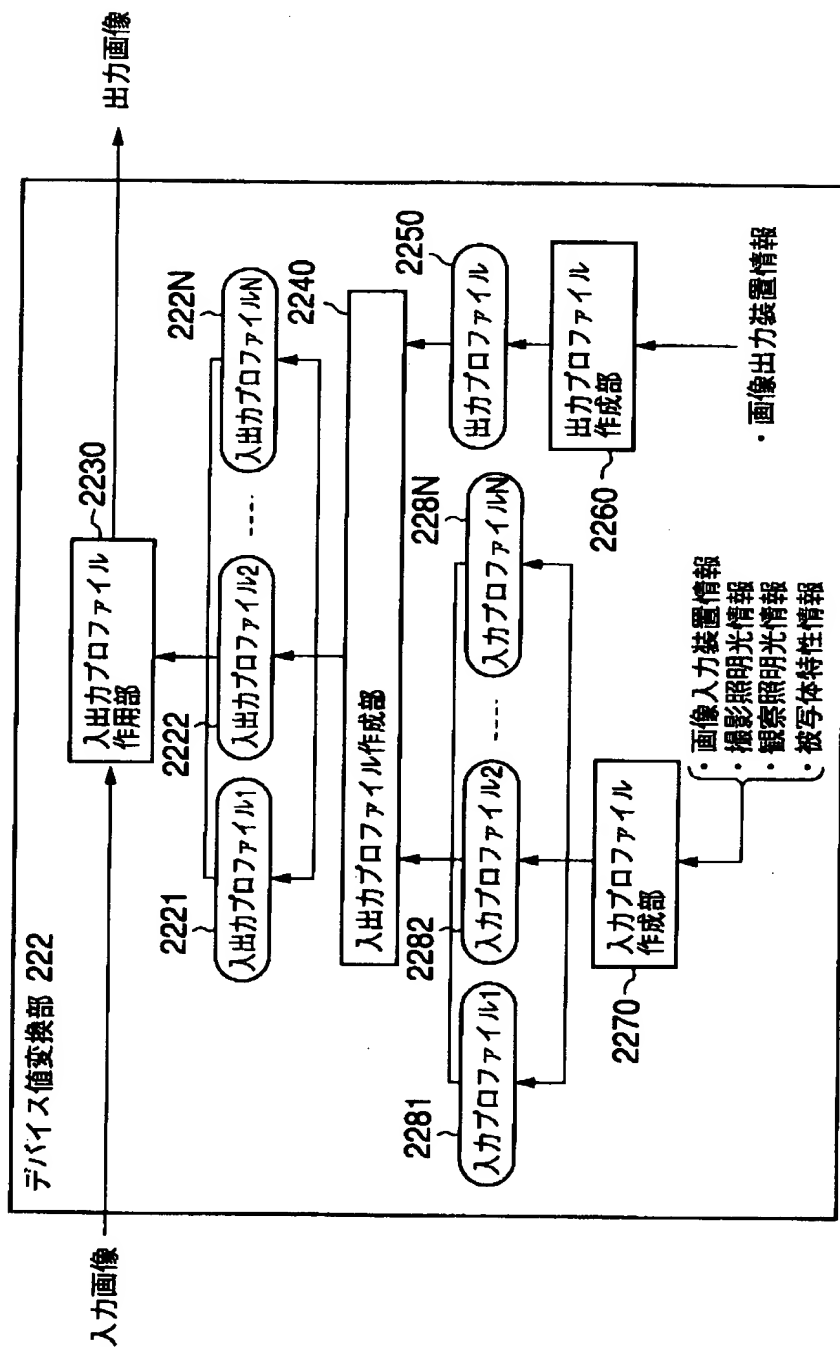 デバイス値変換部 222
入力画像
出力画像
入出力プロファイル
作用部
2230
入出力プロファイル1
2221
入出力プロファイル2
2222
----
入出力プロファイルN
222N
入出力プロファイル作成部
2240
入力プロファイル1
2281
入力プロファイル2
2282
----
入力プロファイルN
228N
出力プロファイル
2250
入力プロファイル
作成部
2270
出力プロファイル
作成部
2260
・画像入力装置情報
・撮影照明光情報
・観察照明光情報
・被写体特性情報
・画像出力装置情報